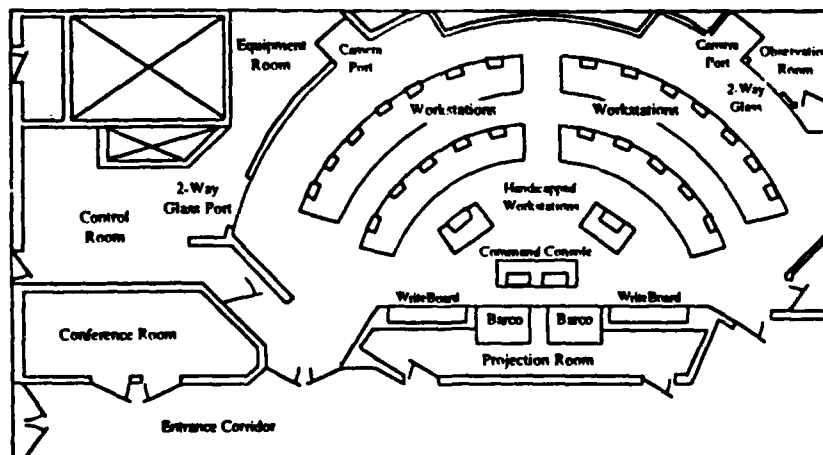 Equipment
Room
Camera
Port
Camera
Port
Observation
Room
2-Way
Glass
Workstations
Workstations
2-Way
Glass Port
Handicapped
Workstations
Control
Room
Command Console
WriteBoard
WriteBoard
Barco
Barco
Conference Room
Projection Room
Entrance Corridor